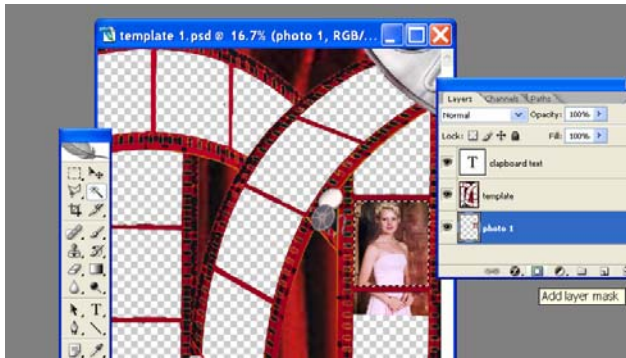 template 1.psd @ 16.7% (photo 1, RGB/...
Layers Channels Paths
Normal Opacity: 100%
Lock: Fill: 100%
T clapboard text
template
photo 1
Add layer mask
T